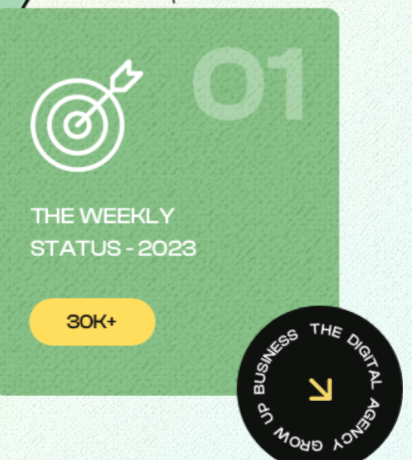 01
THE WEEKLY
STATUS - 2023
30K+
THE DIGITAL AGENCY GROW UP BUSINESS